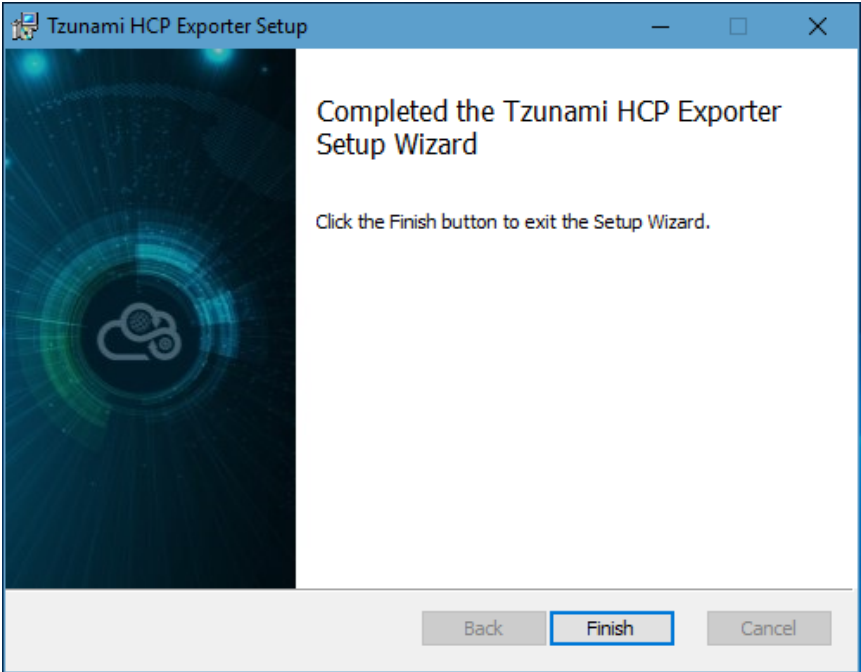 Tzunami HCP Exporter Setup
Completed the Tzunami HCP Exporter
Setup Wizard
Click the Finish button to exit the Setup Wizard.
Back
Finish
Cancel